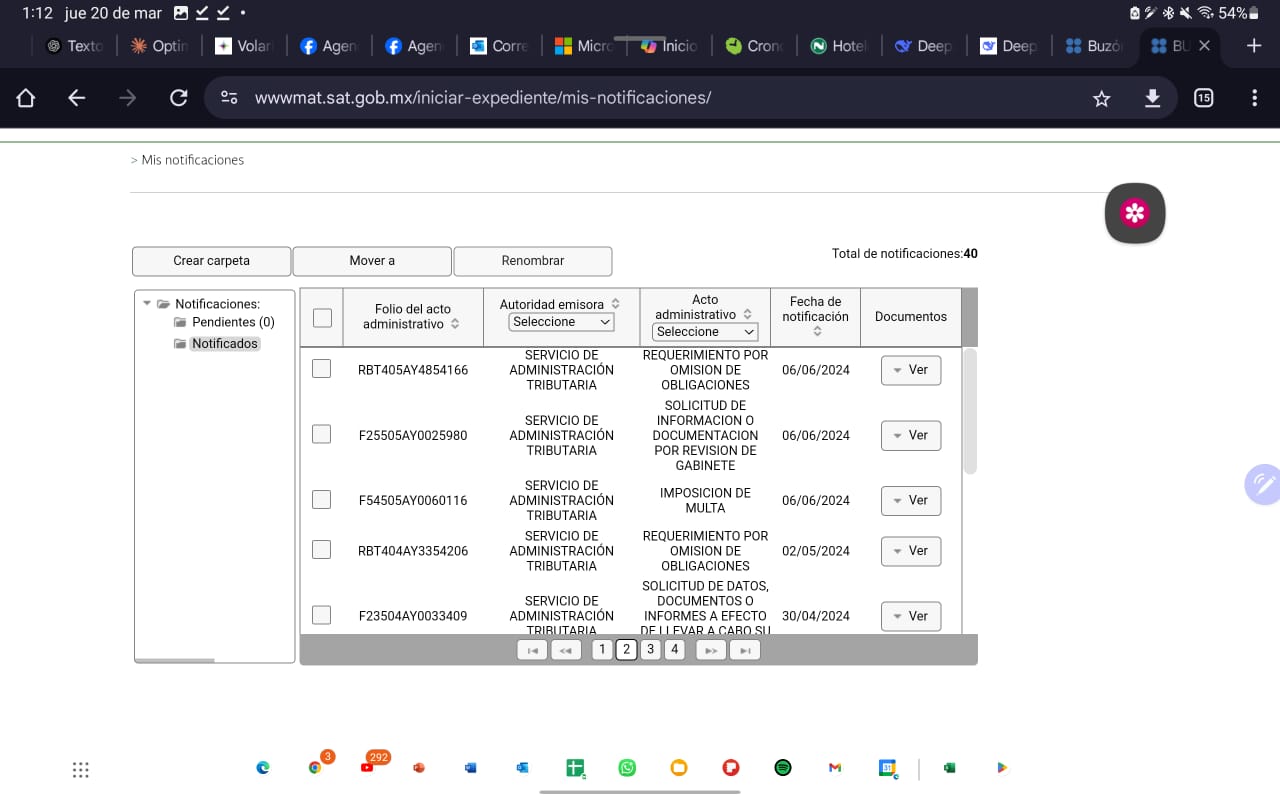 1:12 jue 20 de mar
54%
Texto
Optin
Volar
Agen
Agen
Corre
Micro
Inicio
Crono
Hotel
Deep
Deep
Buzón
BU
wwwmat.sat.gob.mx/iniciar-expediente/mis-notificaciones/
15
> Mis notificaciones
Crear carpeta
Mover a
Renombrar
Total de notificaciones:40
Notificaciones:
Pendientes (0)
Notificados
Folio del acto
administrativo
Autoridad emisora
Seleccione
Acto
administrativo
Seleccione
Fecha de
notificación
Documentos
RBT405AY4854166
SERVICIO DE
ADMINISTRACIÓN
TRIBUTARIA
REQUERIMIENTO POR
OMISION DE
OBLIGACIONES
06/06/2024
Ver
F25505AY0025980
SERVICIO DE
ADMINISTRACIÓN
TRIBUTARIA
SOLICITUD DE
INFORMACION O
DOCUMENTACION
POR REVISION DE
GABINETE
06/06/2024
Ver
F54505AY0060116
SERVICIO DE
ADMINISTRACIÓN
TRIBUTARIA
IMPOSICION DE
MULTA
06/06/2024
Ver
RBT404AY3354206
SERVICIO DE
ADMINISTRACIÓN
TRIBUTARIA
REQUERIMIENTO POR
OMISION DE
OBLIGACIONES
02/05/2024
Ver
F23504AY0033409
SERVICIO DE
ADMINISTRACIÓN
TRIBUTARIA
SOLICITUD DE DATOS,
DOCUMENTOS O
INFORMES A EFECTO
DE LLEVAR A CABO SU
30/04/2024
Ver
1 2 3 4
3
292
31